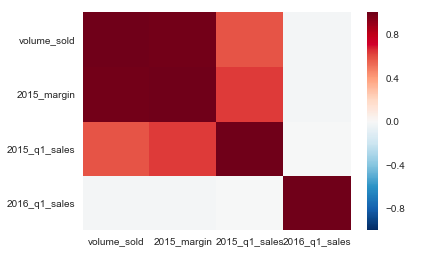 volume_sold
2015_margin
2015_q1_sales
2016_q1_sales
volume_sold 2015_margin 2015_q1_sales 2016_q1_sales
0.8
0.4
0.0
−0.4
−0.8